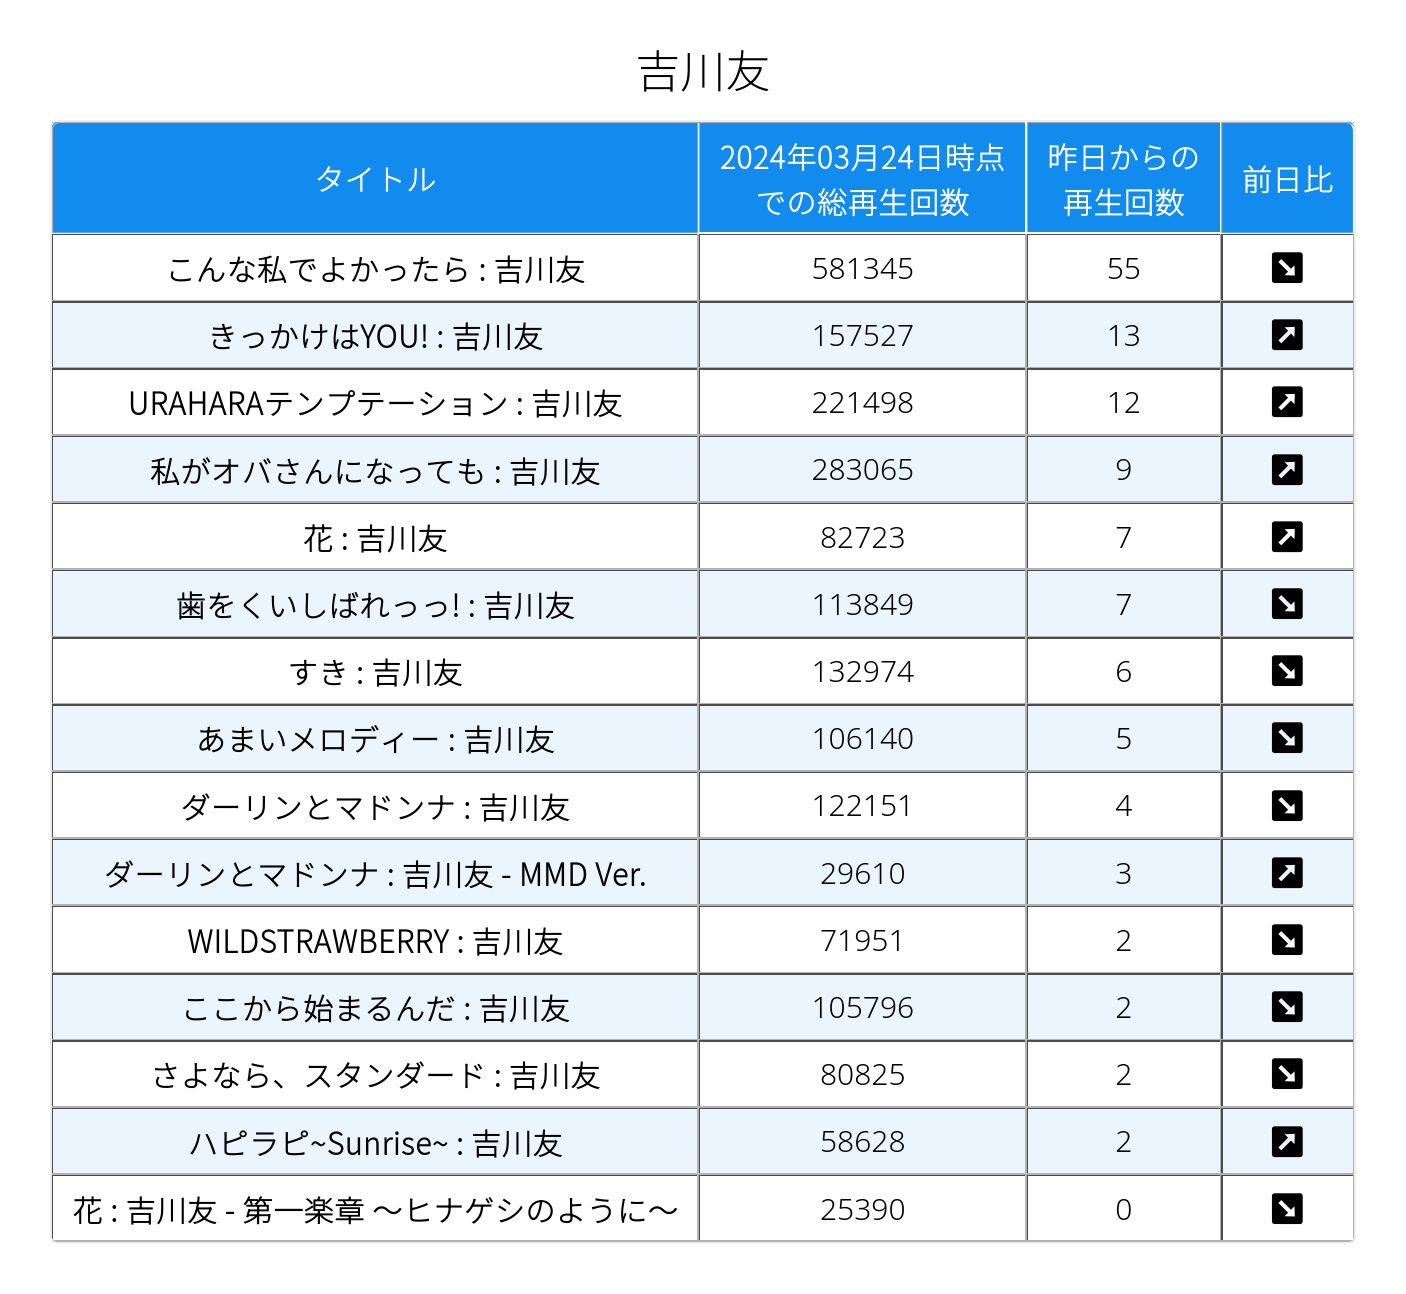 吉川友
タイトル 2024年03月24日時点での総再生回数 昨日からの再生回数 前日比
こんな私でよかったら : 吉川友 581345 55 ↘
きっかけはYOU! : 吉川友 157527 13 ↗
URAHARAテンプテーション : 吉川友 221498 12 ↗
私がオバさんになっても : 吉川友 283065 9 ↗
花 : 吉川友 82723 7 ↗
歯をくいしばれっっ! : 吉川友 113849 7 ↘
すき : 吉川友 132974 6 ↘
あまいメロディー : 吉川友 106140 5 ↘
ダーリンとマドンナ : 吉川友 122151 4 ↘
ダーリンとマドンナ : 吉川友 - MMD Ver. 29610 3 ↗
WILDSTRAWBERRY : 吉川友 71951 2 ↘
ここから始まるんだ : 吉川友 105796 2 ↘
さよなら、スタンダード : 吉川友 80825 2 ↘
ハピラピ~Sunrise~ : 吉川友 58628 2 ↗
花 : 吉川友 - 第一楽章 〜ヒナゲシのように〜 25390 0 ↘